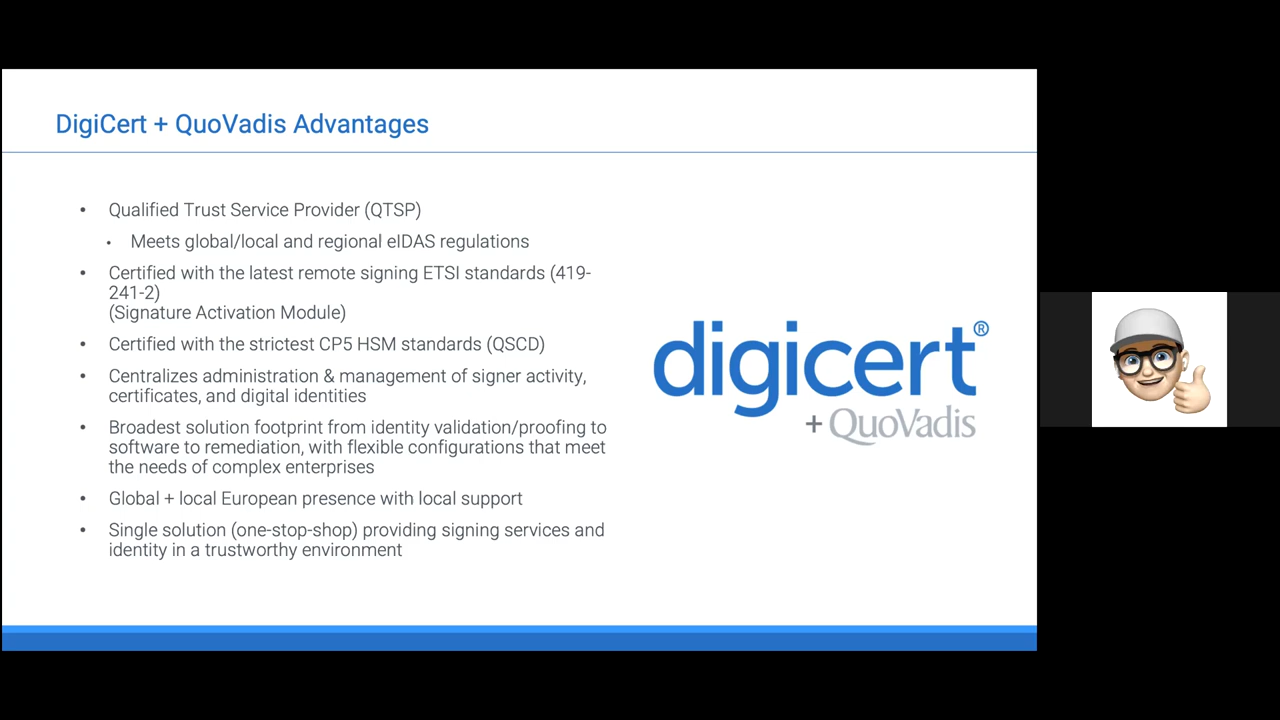 DigiCert + QuoVadis Advantages
• Qualified Trust Service Provider (QTSP)
• Meets global/local and regional eIDAS regulations
• Certified with the latest remote signing ETSI standards (419-
241-2)
(Signature Activation Module)
• Certified with the strictest CP5 HSM standards (QSCD)
• Centralizes administration & management of signer activity,
certificates, and digital identities
• Broadest solution footprint from identity validation/proofing to
software to remediation, with flexible configurations that meet
the needs of complex enterprises
• Global + local European presence with local support
• Single solution (one-stop-shop) providing signing services and
identity in a trustworthy environment
digicert®
+ QuoVadis